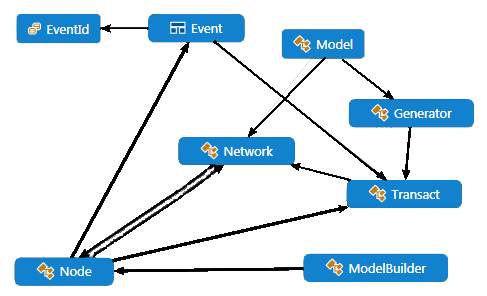 EventId
Event
Model
Generator
Network
Transact
Node
ModelBuilder